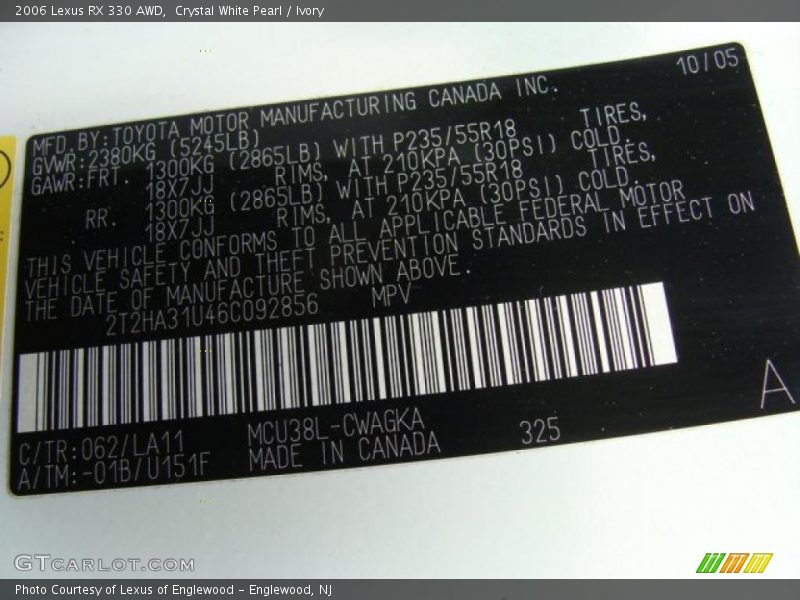 2006 Lexus RX 330 AWD,  Crystal White Pearl / Ivory
10/05
MFD. BY:TOYOTA MOTOR MANUFACTURING CANADA INC.
GVWR:2380KG (5245LB)
GAWR:FRT. 1300KG (2865LB) WITH P235/55R18 TIRES,
18X7JJ RIMS, AT 210KPA (30PSI) COLD.
RR. 1300KG (2865LB) WITH P235/55R18 TIRES,
18X7JJ RIMS, AT 210KPA (30PSI) COLD.
THIS VEHICLE CONFORMS TO ALL APPLICABLE FEDERAL MOTOR
VEHICLE SAFETY AND THEFT PREVENTION STANDARDS IN EFFECT ON
THE DATE OF MANUFACTURE SHOWN ABOVE.
2T2HA31U46C092856 MPV
A
C/TR:062/LA11 MCU38L-CWAGKA 325
A/TM:-01B/U151F MADE IN CANADA
GTCARLOT.COM
Photo Courtesy of Lexus of Englewood - Englewood, NJ